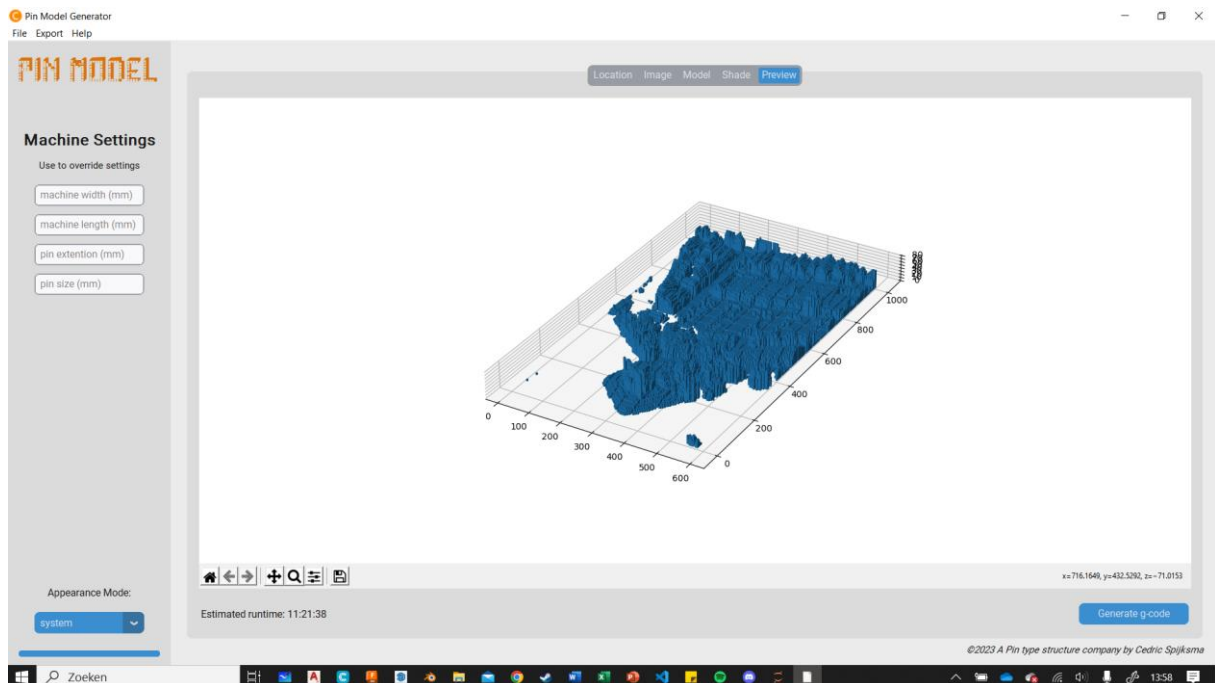 Pin Model Generator
File Export Help
PIN MODEL
Location Image Model Shade Preview
Machine Settings
Use to override settings
machine width (mm)
machine length (mm)
pin extention (mm)
pin size (mm)
0
100
200
300
400
500
600
0
200
400
600
800
1000
x=716.1649, y=432.5292, z=−71.0153
Appearance Mode:
system
Estimated runtime: 11:21:38
Generate g-code
©2023 A Pin type structure company by Cedric Spijksma
Zoeken
13:58